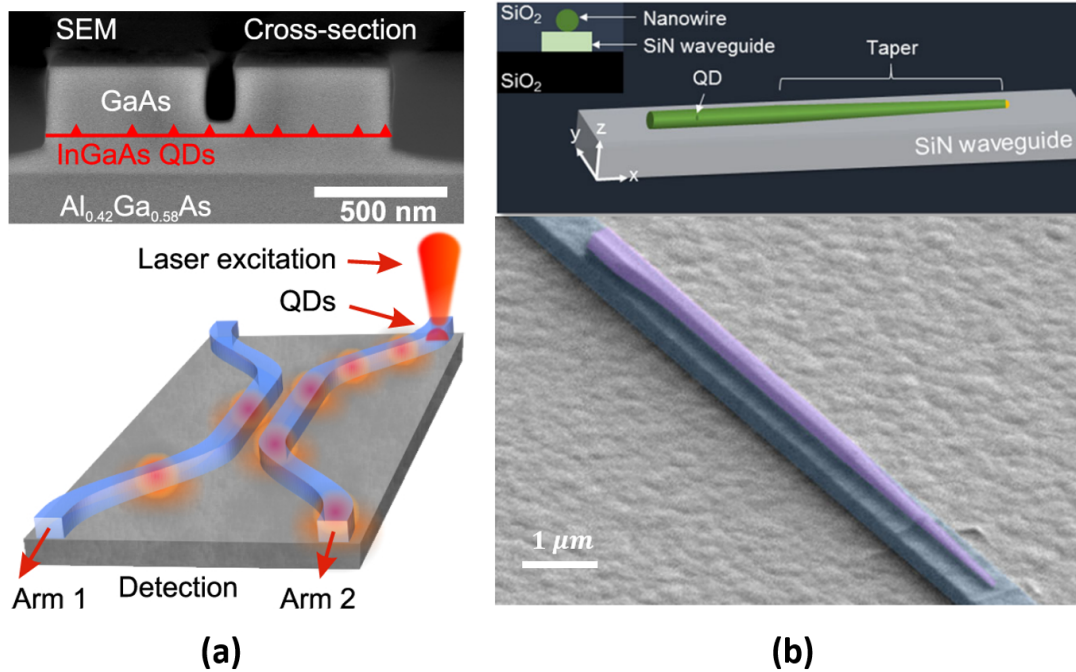 SEM
Cross-section
GaAs
InGaAs QDs
Al0.42Ga0.58As
500 nm
Laser excitation
QDs
Arm 1
Detection
Arm 2
(a)
SiO2
Nanowire
SiN waveguide
SiO2
Taper
QD
SiN waveguide
y
z
x
1 μm
(b)